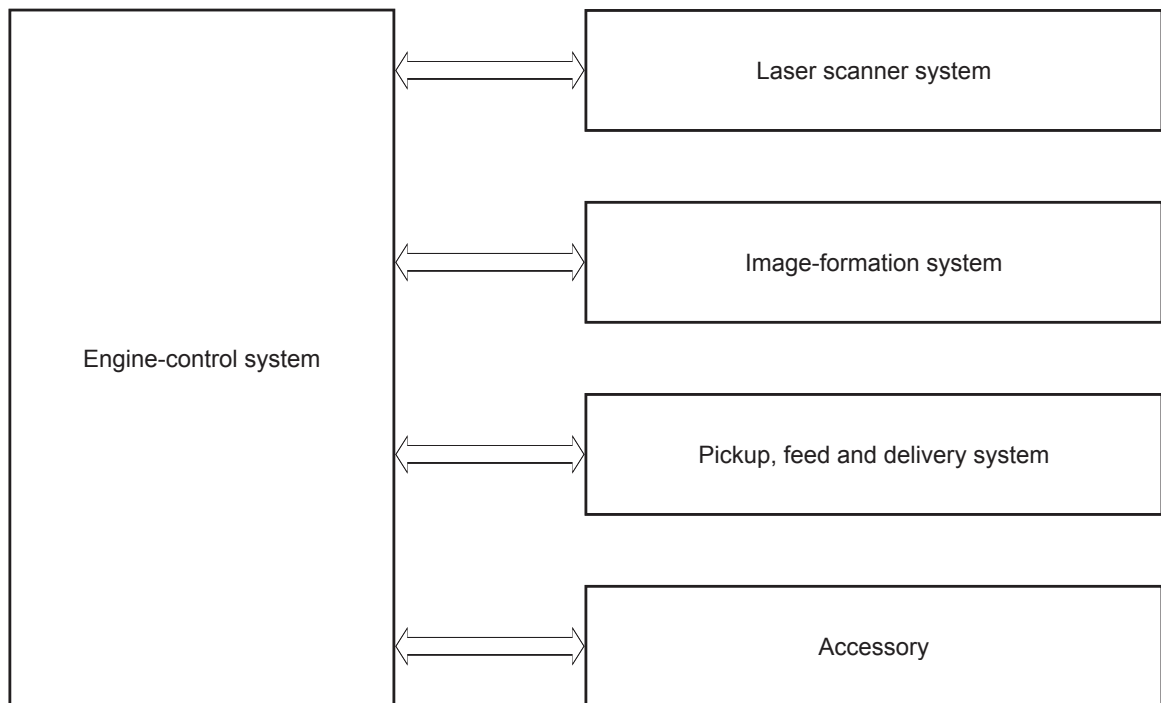 Laser scanner system
Image-formation system
Engine-control system
Pickup, feed and delivery system
Accessory